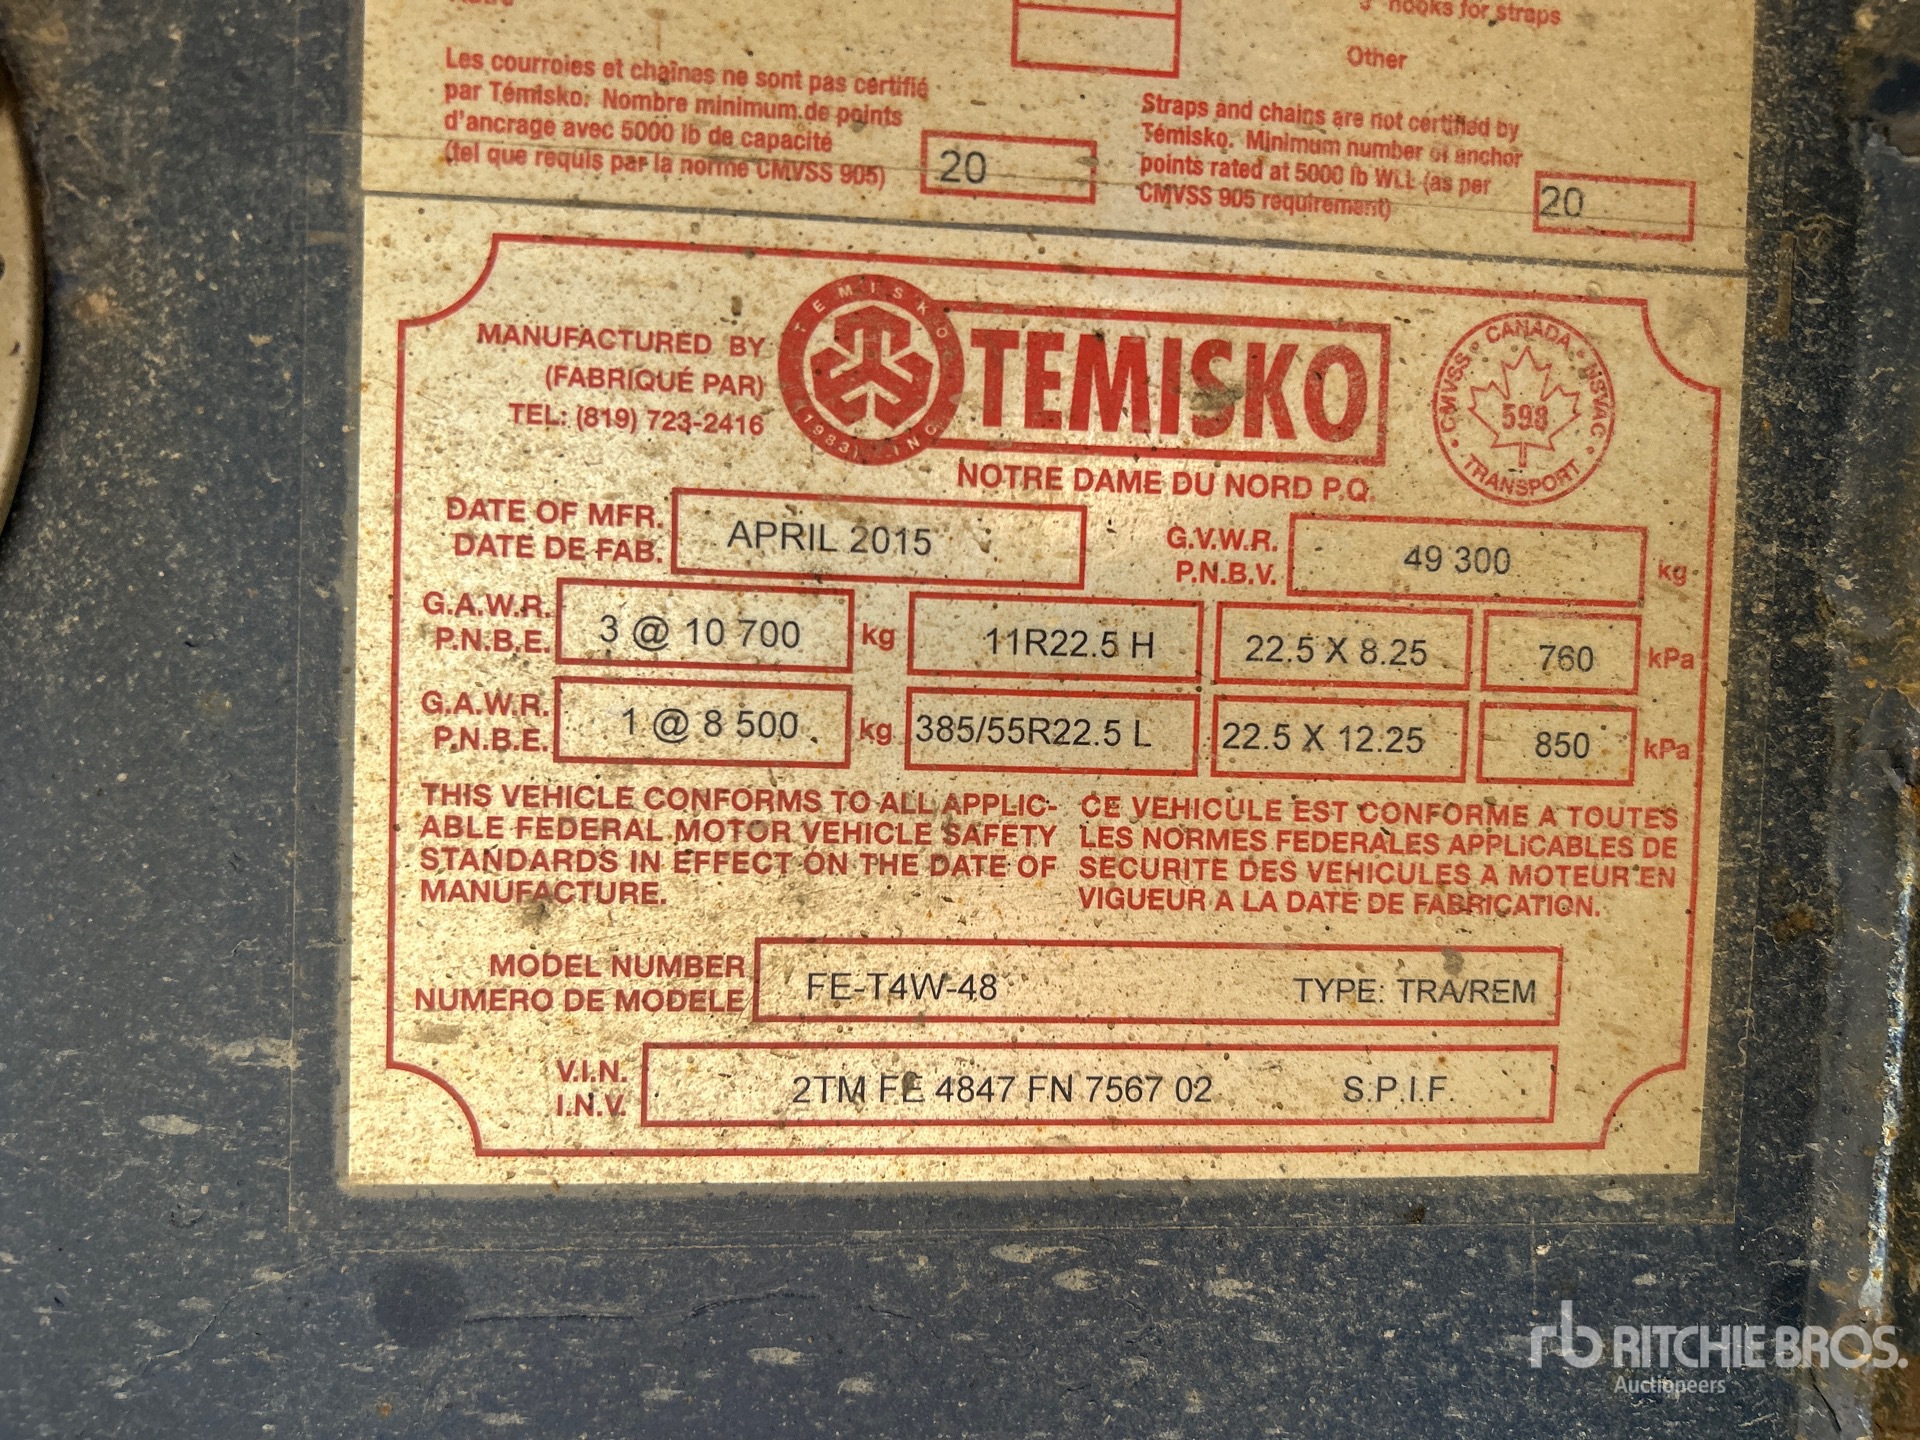 hooks for straps
Other
Les courroies et chaînes ne sont pas certifié
par Témisko. Nombre minimum de points
d'ancrage avec 5000 lb de capacité
(tel que requis par la norme CMVSS 905)
20
Straps and chains are not certified by
Témisko. Minimum number of anchor
points rated at 5000 lb WLL (as per
CMVSS 905 requirement)
20
MANUFACTURED BY
(FABRIQUÉ PAR)
TEL: (819) 723-2416
TEMISKO (1983) INC.
TEMISKO
NOTRE DAME DU NORD P.Q.
CMVSS • CANADA • NSVAC • TRANSPORT
598
DATE OF MFR.
DATE DE FAB.
APRIL 2015
G.V.W.R.
P.N.B.V.
49 300 kg
G.A.W.R.
P.N.B.E.
3 @ 10 700 kg 11R22.5 H 22.5 X 8.25 760 kPa
G.A.W.R.
P.N.B.E.
1 @ 8 500 kg 385/55R22.5 L 22.5 X 12.25 850 kPa
THIS VEHICLE CONFORMS TO ALL APPLIC-
ABLE FEDERAL MOTOR VEHICLE SAFETY
STANDARDS IN EFFECT ON THE DATE OF
MANUFACTURE.
CE VEHICULE EST CONFORME A TOUTES
LES NORMES FEDERALES APPLICABLES DE
SECURITE DES VEHICULES A MOTEUR EN
VIGUEUR A LA DATE DE FABRICATION.
MODEL NUMBER
NUMERO DE MODELE
FE-T4W-48 TYPE: TRA/REM
V.I.N.
I.N.V.
2TM FE 4847 FN 7567 02 S.P.I.F.
rb RITCHIE BROS.
Auctioneers